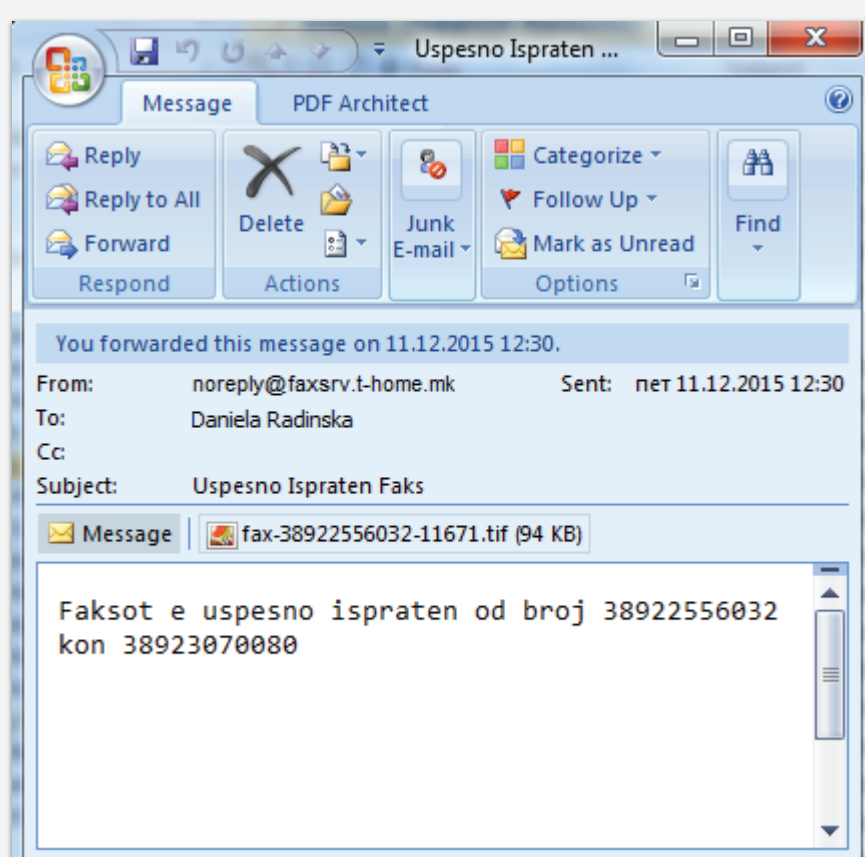 Uspesno Ispraten ...
Message PDF Architect
Reply
Reply to All
Forward
Respond
Delete
Actions
Junk
E-mail
Categorize
Follow Up
Mark as Unread
Options
Find
You forwarded this message on 11.12.2015 12:30.
From: noreply@faxsrv.t-home.mk Sent: пет 11.12.2015 12:30
To: Daniela Radinska
Cc:
Subject: Uspesno Ispraten Faks
Message fax-38922556032-11671.tif (94 KB)
Faksot e uspesno ispraten od broj 38922556032
kon 38923070080